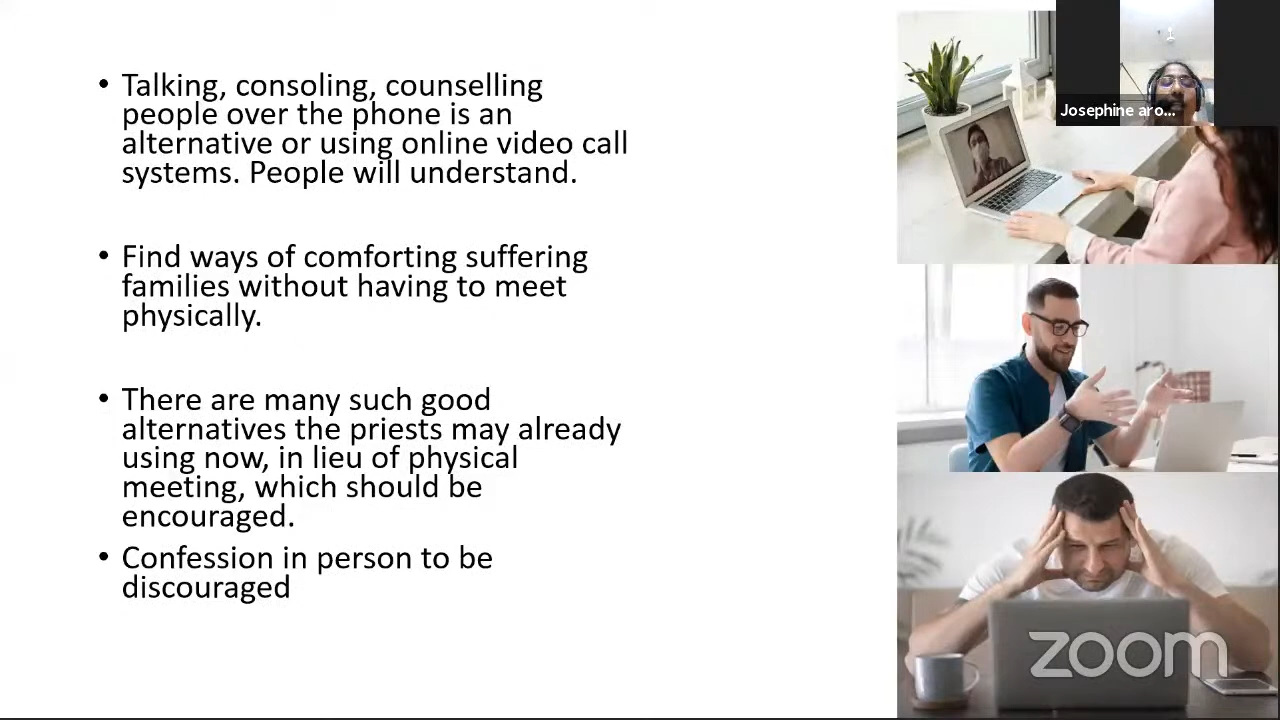 • Talking, consoling, counselling
people over the phone is an
alternative or using online video call
systems. People will understand.
• Find ways of comforting suffering
families without having to meet
physically.
• There are many such good
alternatives the priests may already
using now, in lieu of physical
meeting, which should be
encouraged.
• Confession in person to be
discouraged
Josephine aro...
zoom